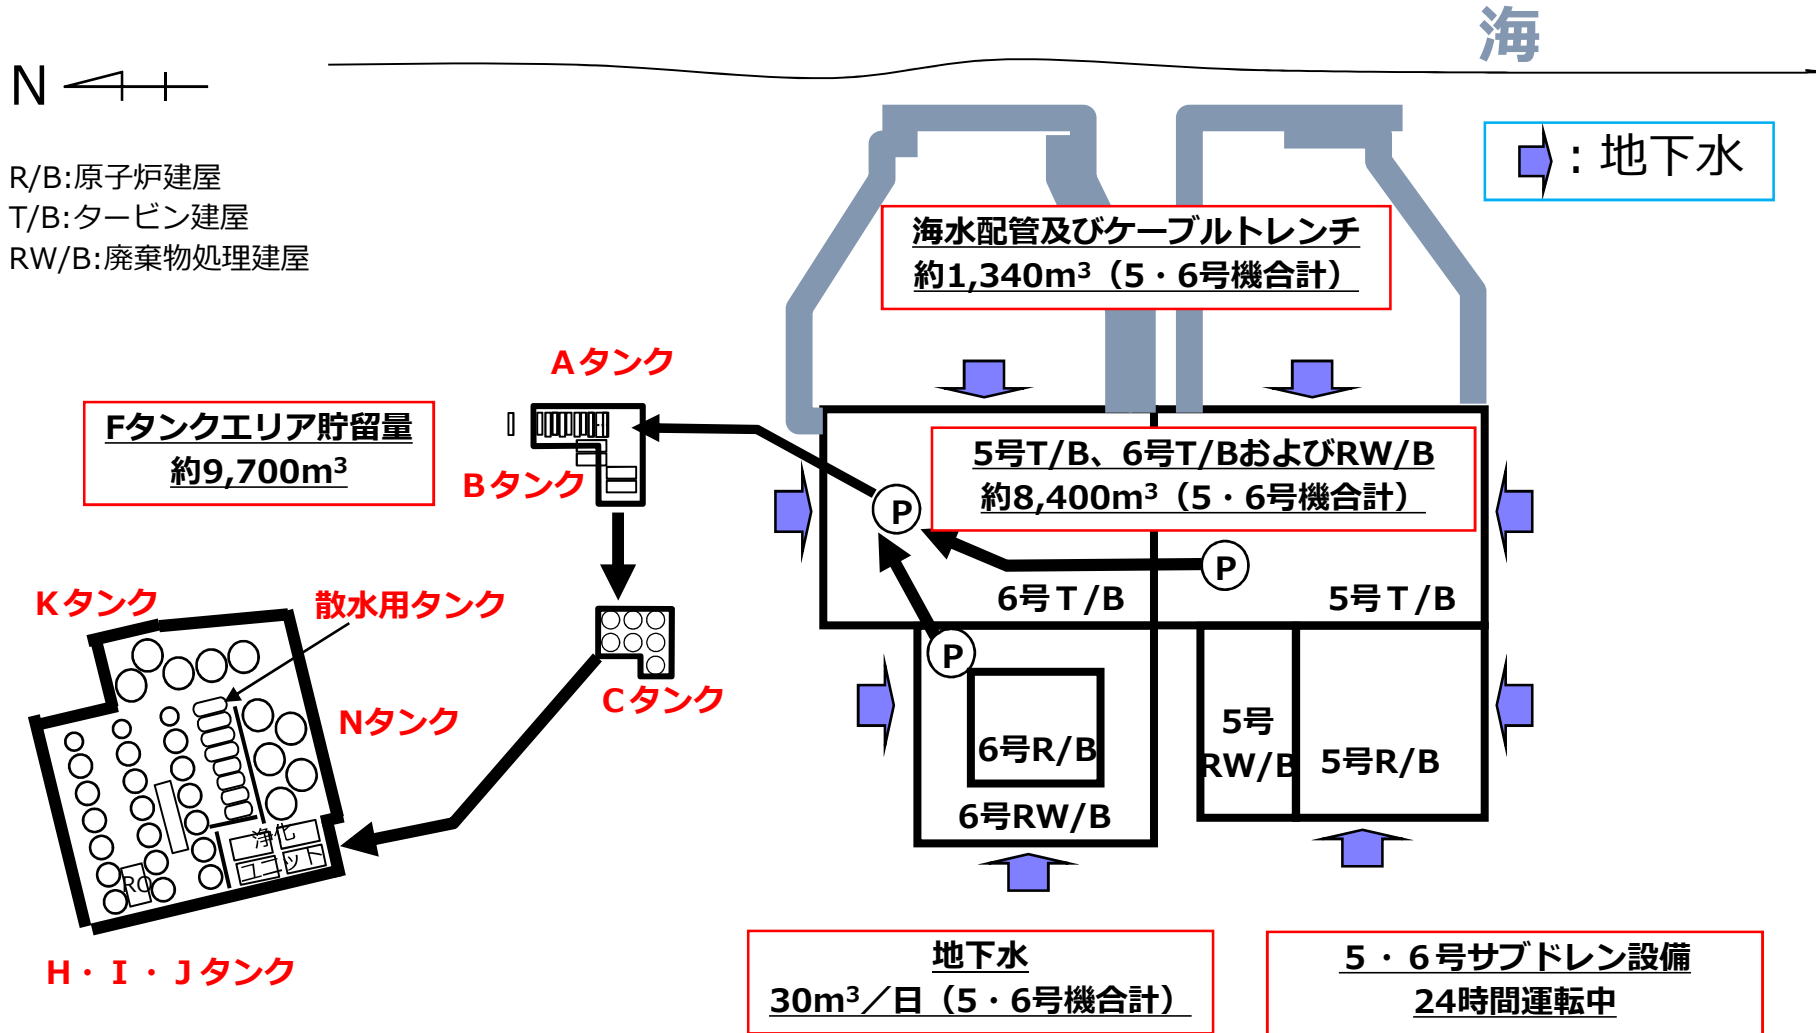 海
N
R/B:原子炉建屋
T/B:タービン建屋
RW/B:廃棄物処理建屋
：地下水
海水配管及びケーブルトレンチ
約1,340m³（5・6号機合計）
Aタンク
Fタンクエリア貯留量
約9,700m³
Bタンク
5号T/B、6号T/BおよびRW/B
約8,400m³（5・6号機合計）
P
P
6号T/B
5号T/B
Kタンク
散水用タンク
P
Cタンク
Nタンク
5号
RW/B
6号R/B
5号R/B
6号RW/B
浄化
ユニット
RO
H・I・Jタンク
地下水
30m³／日（5・6号機合計）
5・6号サブドレン設備
24時間運転中